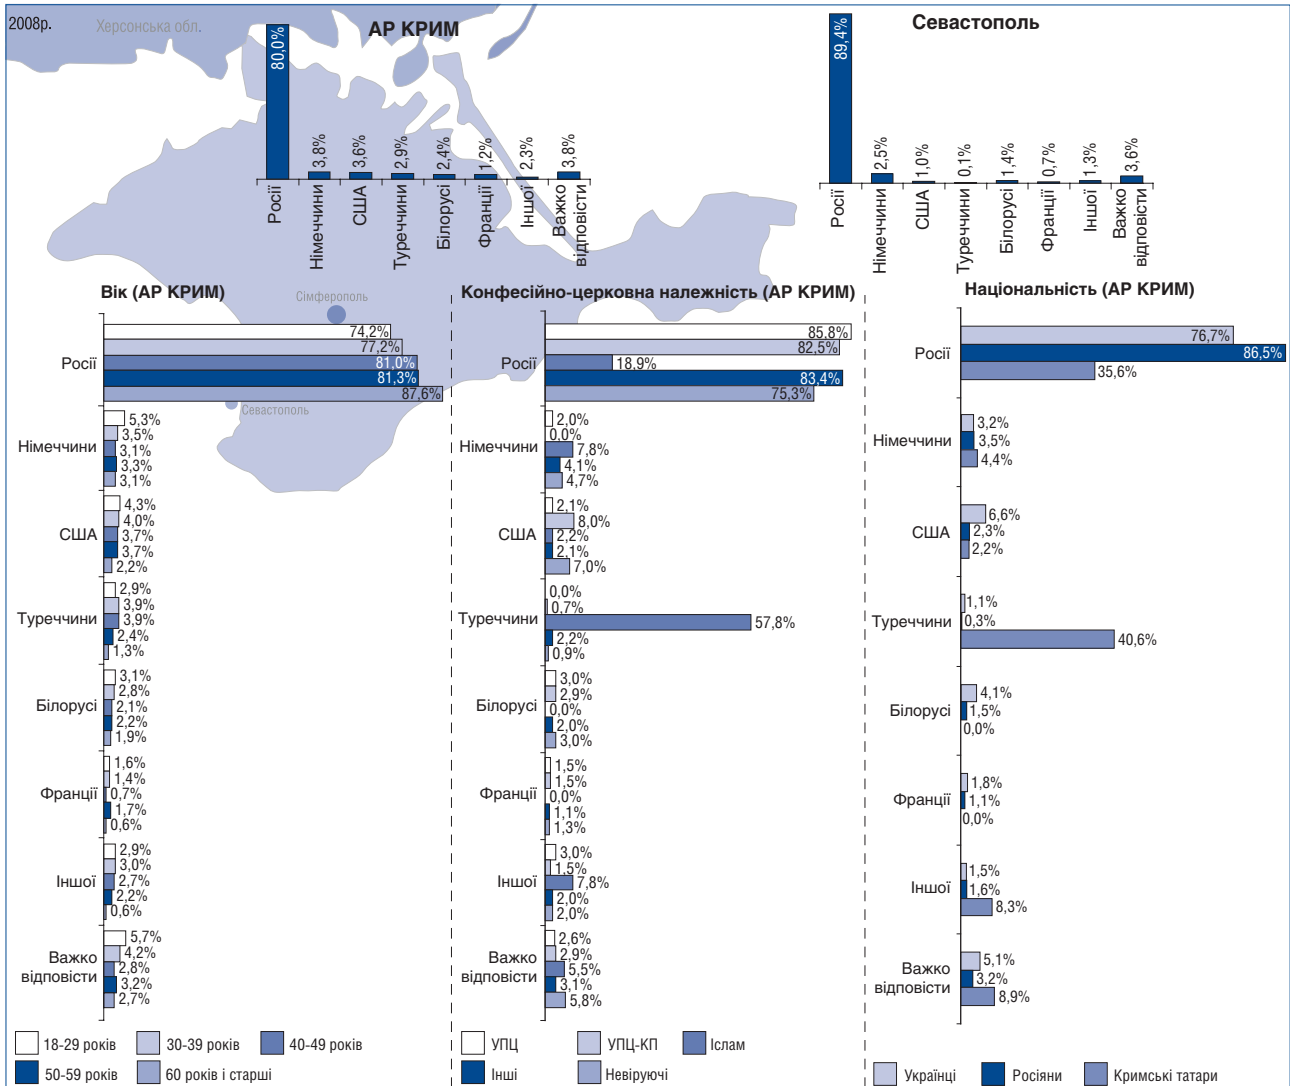 2008р.
Херсонська обл.
АР КРИМ
80,0%
3,8%
3,6%
2,9%
2,4%
1,2%
2,3%
3,8%
Росії
Німеччини
США
Туреччини
Білорусі
Франції
Іншої
Важко
відповісти
Севастополь
89,4%
2,5%
1,0%
0,1%
1,4%
0,7%
1,3%
3,6%
Росії
Німеччини
США
Туреччини
Білорусі
Франції
Іншої
Важко
відповісти
Сімферополь
Севастополь
Вік (АР КРИМ)
Росії
74,2%
77,2%
81,0%
81,3%
87,6%
Німеччини
5,3%
3,5%
3,1%
3,3%
3,1%
США
4,3%
4,0%
3,7%
3,7%
2,2%
Туреччини
2,9%
3,9%
3,9%
2,4%
1,3%
Білорусі
3,1%
2,8%
2,1%
2,2%
1,9%
Франції
1,6%
1,4%
0,7%
1,7%
0,6%
Іншої
2,9%
3,0%
2,7%
2,2%
0,6%
Важко
відповісти
5,7%
4,2%
2,8%
3,2%
2,7%
18-29 років
30-39 років
40-49 років
50-59 років
60 років і старші
Конфесійно-церковна належність (АР КРИМ)
Росії
85,8%
82,5%
18,9%
83,4%
75,3%
Німеччини
2,0%
0,0%
7,8%
4,1%
4,7%
США
2,1%
8,0%
2,2%
2,1%
7,0%
Туреччини
0,0%
0,7%
57,8%
2,2%
0,9%
Білорусі
3,0%
2,9%
0,0%
2,0%
3,0%
Франції
1,5%
1,5%
0,0%
1,1%
1,3%
Іншої
3,0%
1,5%
7,8%
2,0%
2,0%
Важко
відповісти
2,6%
2,9%
5,5%
3,1%
5,8%
УПЦ
УПЦ-КП
Іслам
Інші
Невіруючі
Національність (АР КРИМ)
Росії
76,7%
86,5%
35,6%
Німеччини
3,2%
3,5%
4,4%
США
6,6%
2,3%
2,2%
Туреччини
1,1%
0,3%
40,6%
Білорусі
4,1%
1,5%
0,0%
Франції
1,8%
1,1%
0,0%
Іншої
1,5%
1,6%
8,3%
Важко
відповісти
5,1%
3,2%
8,9%
Українці
Росіяни
Кримські татари